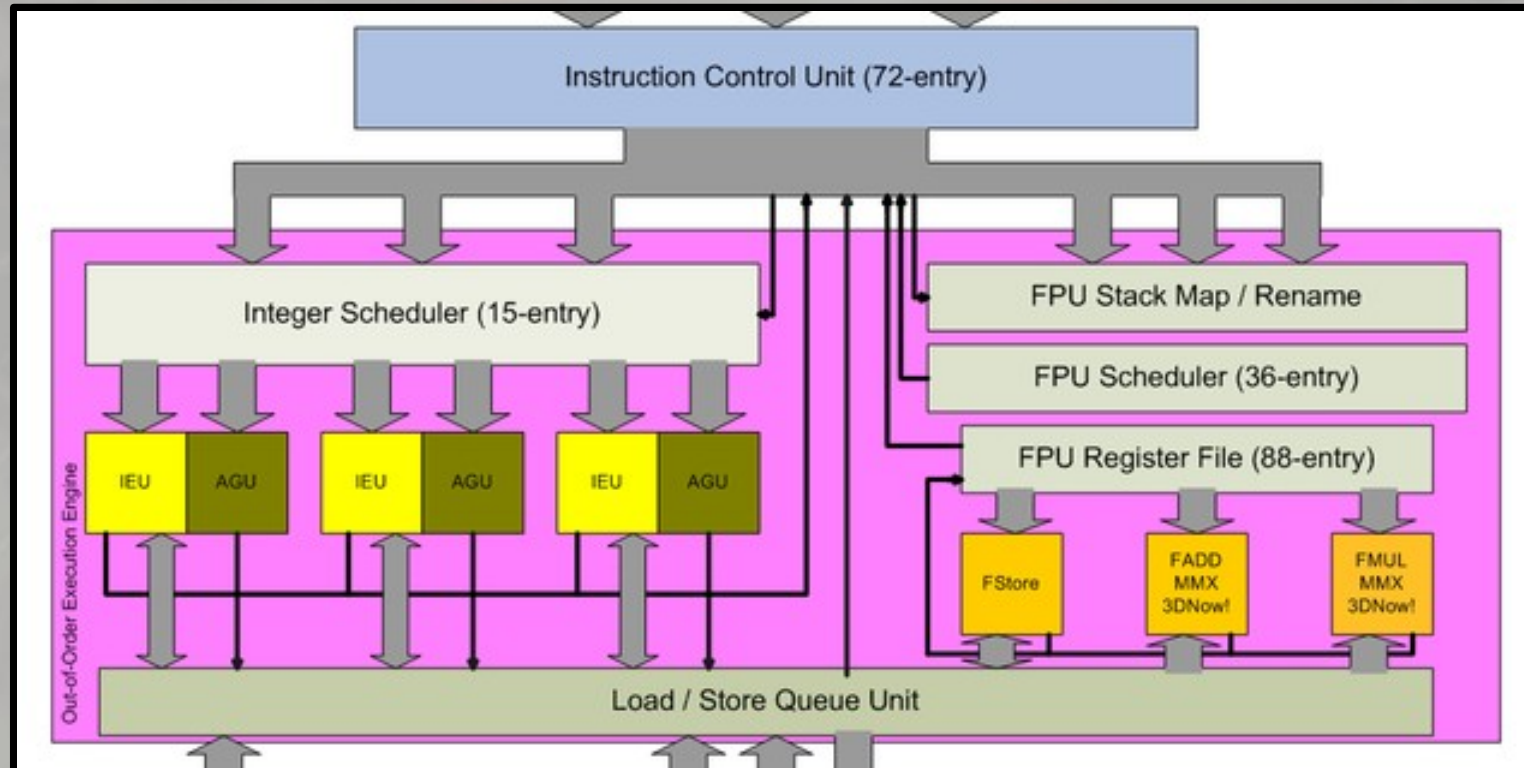 Instruction Control Unit (72-entry)
Integer Scheduler (15-entry)
FPU Stack Map / Rename
FPU Scheduler (36-entry)
FPU Register File (88-entry)
IEU
AGU
IEU
AGU
IEU
AGU
FStore
FADD
MMX
3DNow!
FMUL
MMX
3DNow!
Out-of-Order Execution Engine
Load / Store Queue Unit